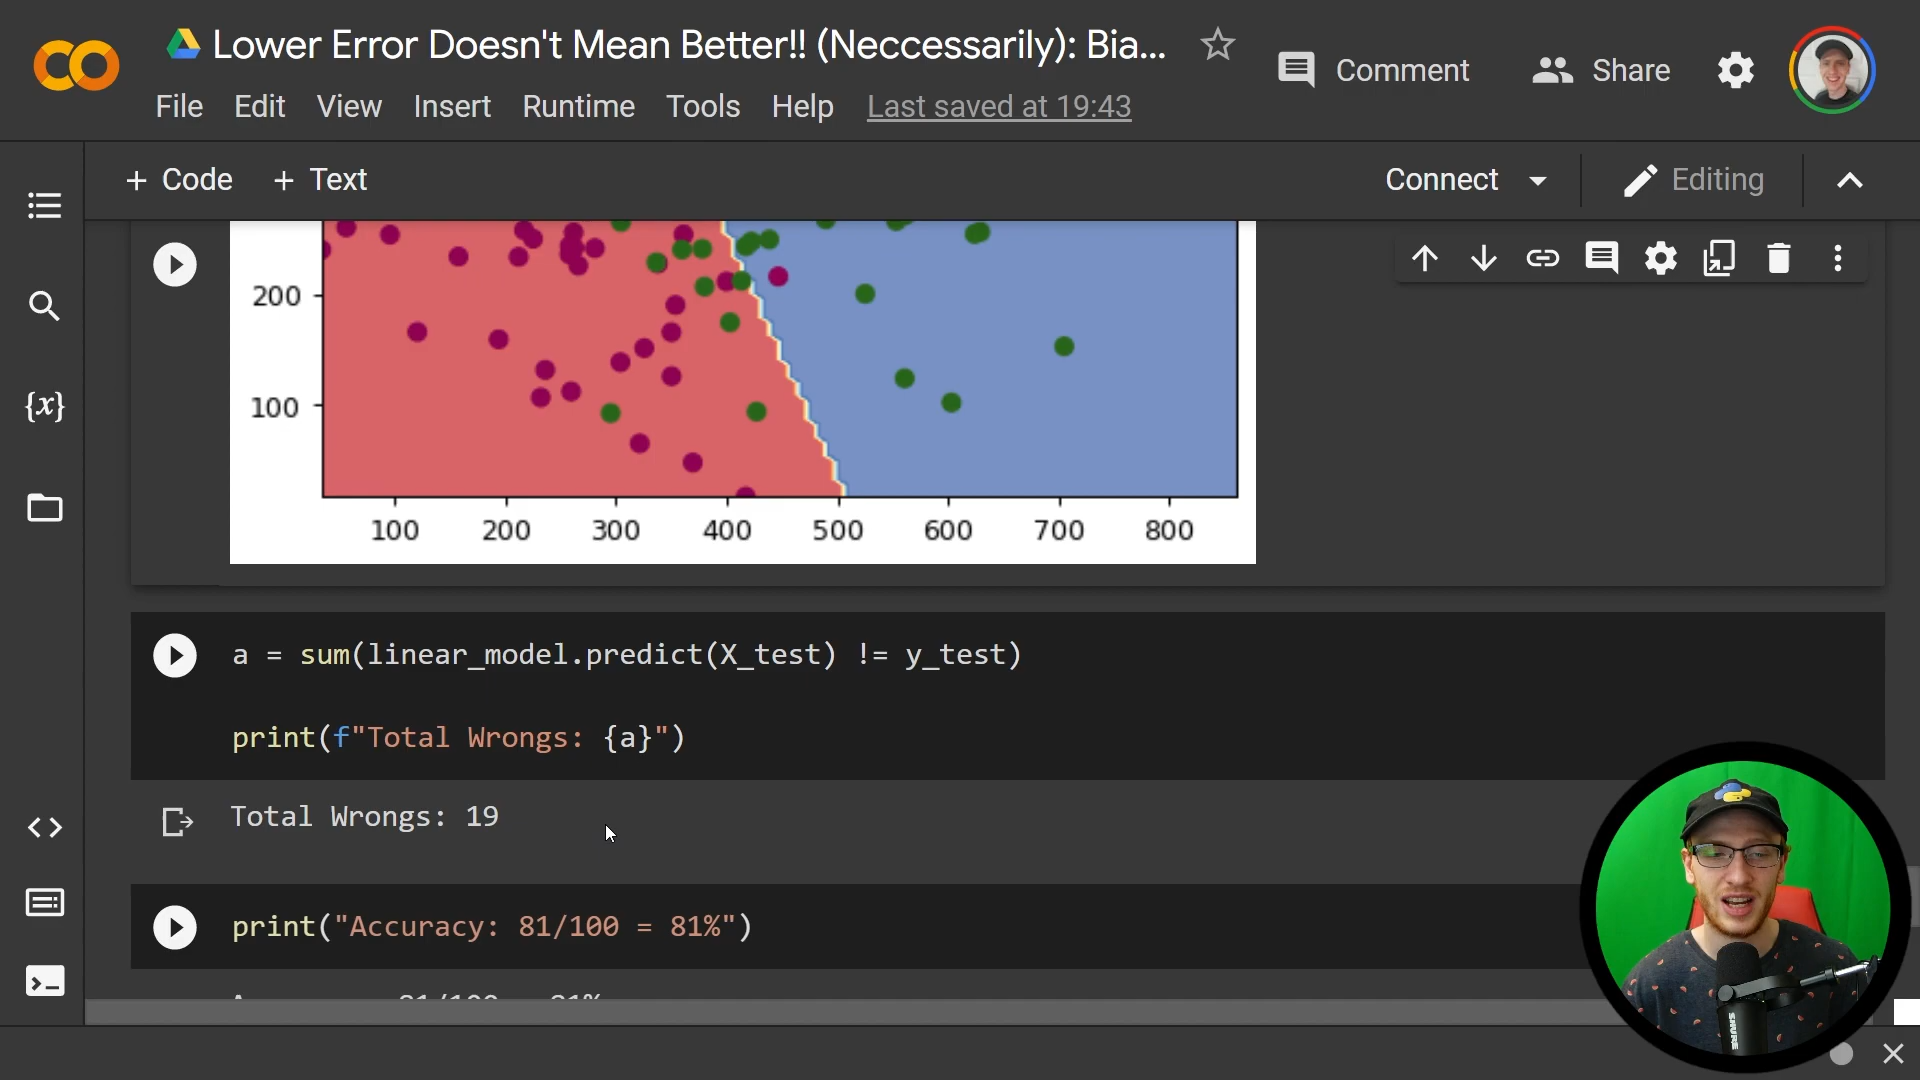 Lower Error Doesn't Mean Better!! (Neccessarily): Bia...
Comment
Share
File Edit View Insert Runtime Tools Help Last saved at 19:43
+ Code + Text
Connect
Editing
{x}
200
100
100 200 300 400 500 600 700 800
a = sum(linear_model.predict(X_test) != y_test)
print(f"Total Wrongs: {a}")
Total Wrongs: 19
print("Accuracy: 81/100 = 81%")
SHURE